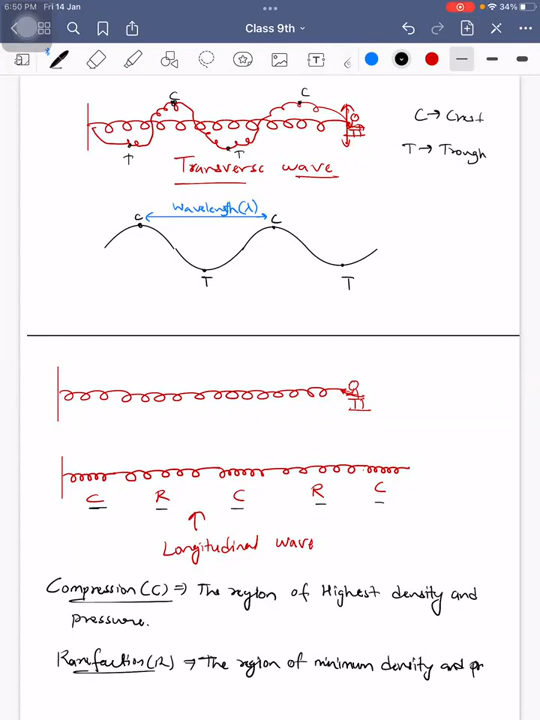 6:50 PM Fri 14 Jan
34%
Class 9th
C
C
C → Crest
T
T
T → Trough
Transverse wave
wavelength(λ)
C
C
T
T
C
R
C
R
C
Longitudinal wave
Compression(C) ⇒ The region of Highest density and
pressure.
Rarefaction(R) ⇒ The region of minimum density and pr